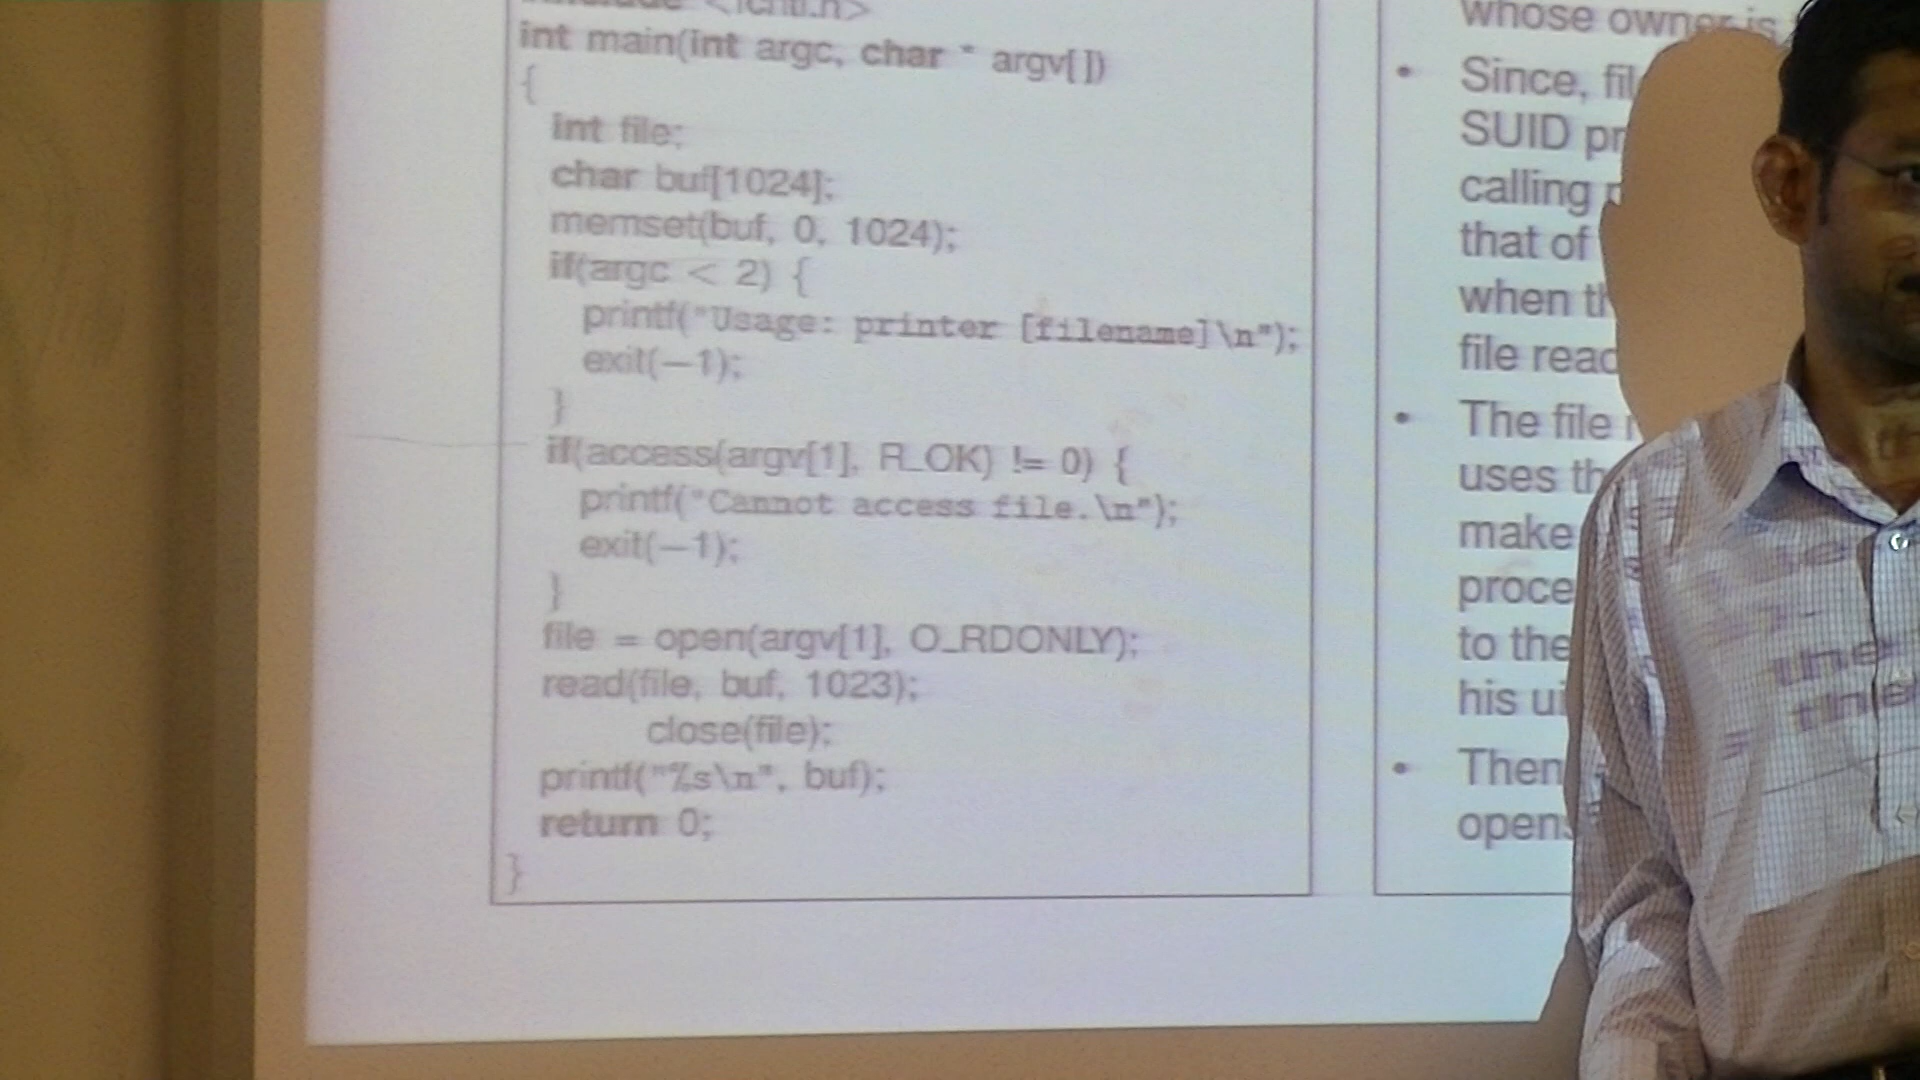 <fcntl.h>
int main(int argc, char * argv[])
{
int file;
char buf[1024];
memset(buf, 0, 1024);
if(argc < 2) {
printf("Usage: printer [filename]\n");
exit(−1);
}
if(access(argv[1], R_OK) != 0) {
printf("Cannot access file.\n");
exit(−1);
}
file = open(argv[1], O_RDONLY);
read(file, buf, 1023);
close(file);
printf("%s\n", buf);
return 0;
}
whose owner is
• Since,
SUID
calling
that of
when
file
• The file
uses
make
to the
his
• Then